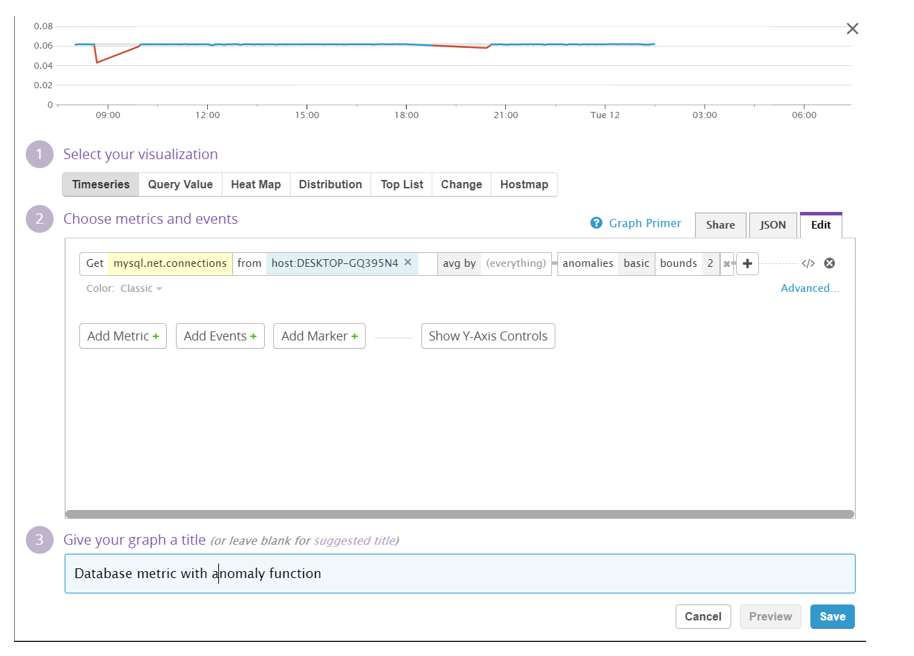 0.08
0.06
0.04
0.02
0
09:00 12:00 15:00 18:00 21:00 Tue 12 03:00 06:00
1 Select your visualization
Timeseries Query Value Heat Map Distribution Top List Change Hostmap
2 Choose metrics and events
? Graph Primer Share JSON Edit
Get mysql.net.connections from host:DESKTOP-GQ395N4 × avg by (everything) anomalies basic bounds 2 + </>
Color: Classic
Advanced...
Add Metric + Add Events + Add Marker + Show Y-Axis Controls
3 Give your graph a title (or leave blank for suggested title)
Database metric with anomaly function
Cancel Preview Save